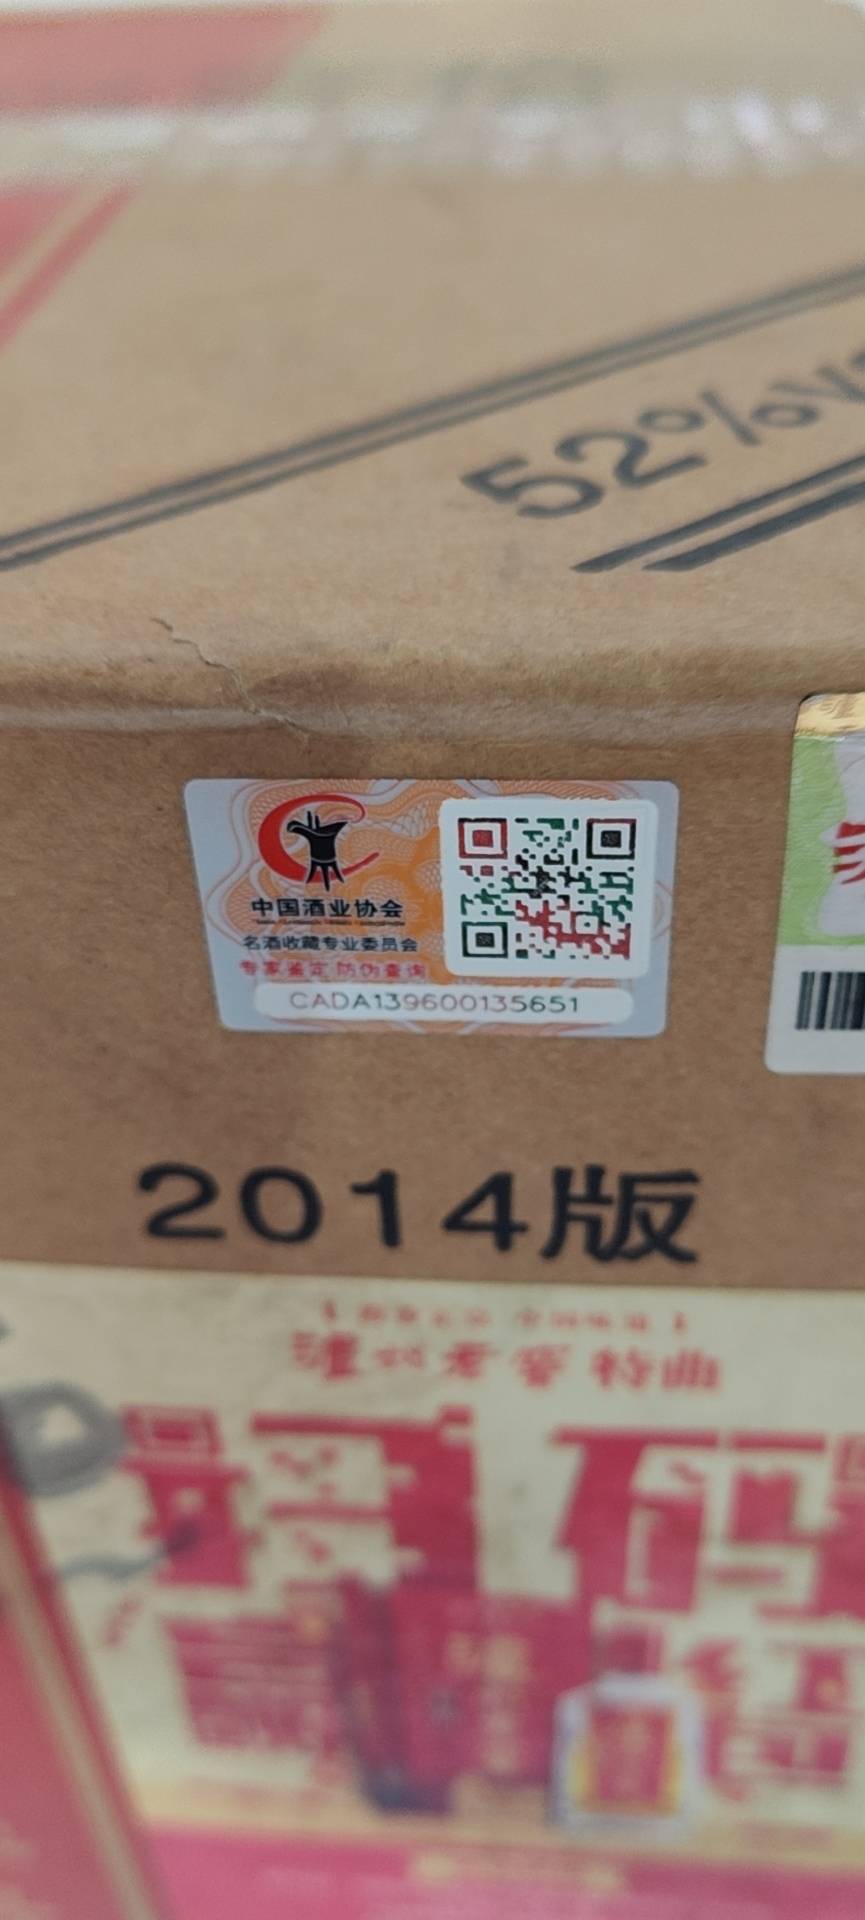 52%v
中国酒业协会
名酒收藏专业委员会
专家鉴定 防伪查询
CADA139600135651
2014版
泸州老窖 特曲